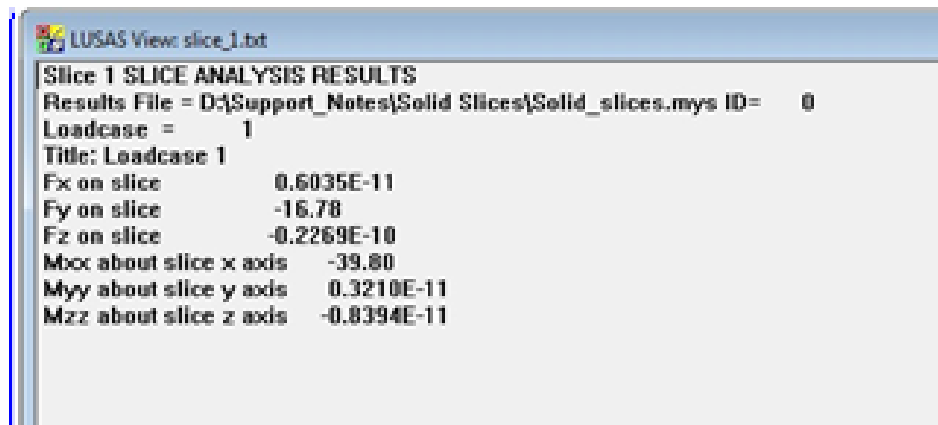 LUSAS View: slice_1.txt
Slice 1 SLICE ANALYSIS RESULTS
Results File = D:\Support_Notes\Solid Slices\Solid_slices.mys ID= 0
Loadcase = 1
Title: Loadcase 1
Fx on slice 0.6035E-11
Fy on slice -16.78
Fz on slice -0.2269E-10
Mxx about slice x axis -39.80
Myy about slice y axis 0.3210E-11
Mzz about slice z axis -0.8394E-11